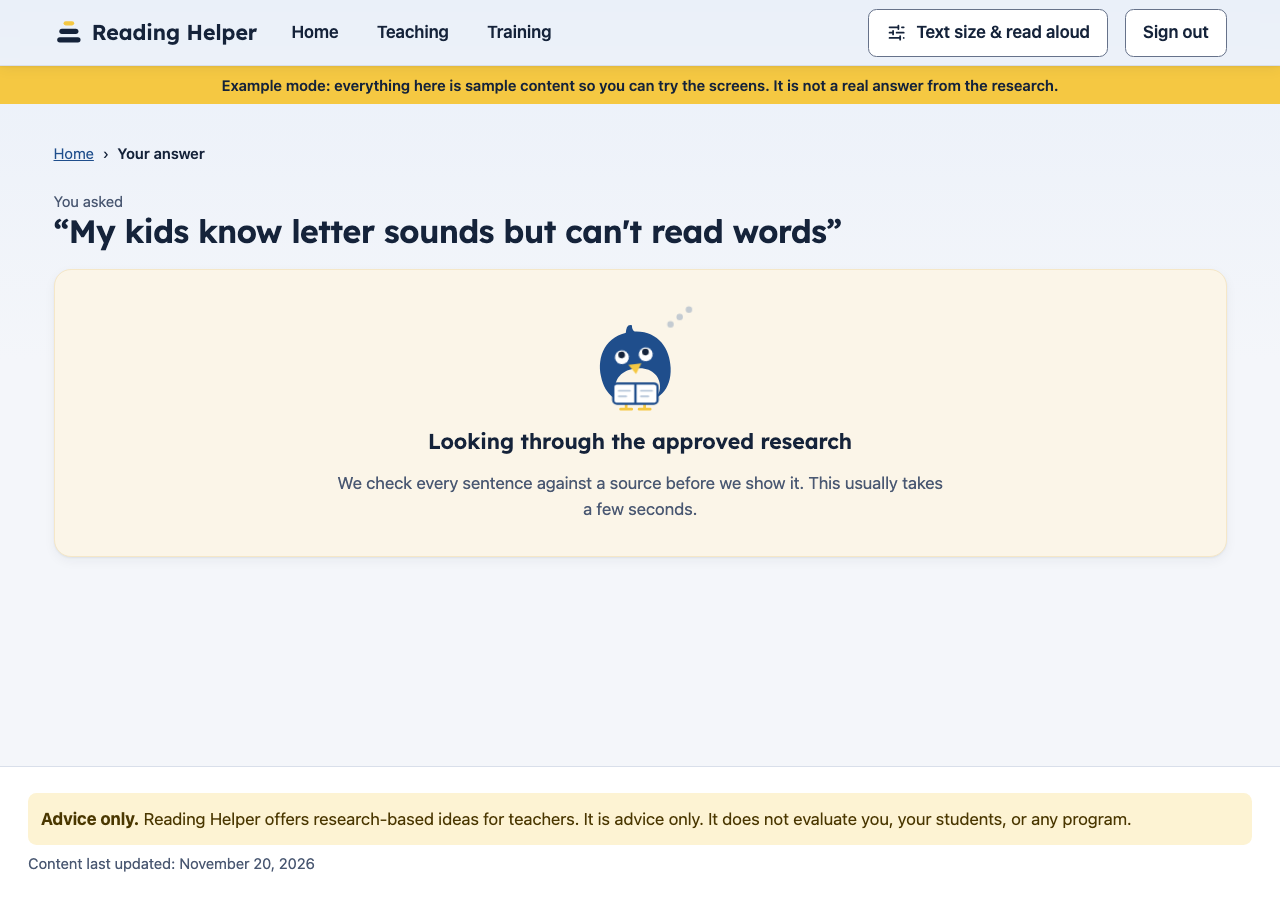 Reading Helper
Home
Teaching
Training
Text size & read aloud
Sign out
Example mode: everything here is sample content so you can try the screens. It is not a real answer from the research.
Home › Your answer
You asked
“My kids know letter sounds but can't read words”
Looking through the approved research
We check every sentence against a source before we show it. This usually takes
a few seconds.
Advice only. Reading Helper offers research-based ideas for teachers. It is advice only. It does not evaluate you, your students, or any program.
Content last updated: November 20, 2026